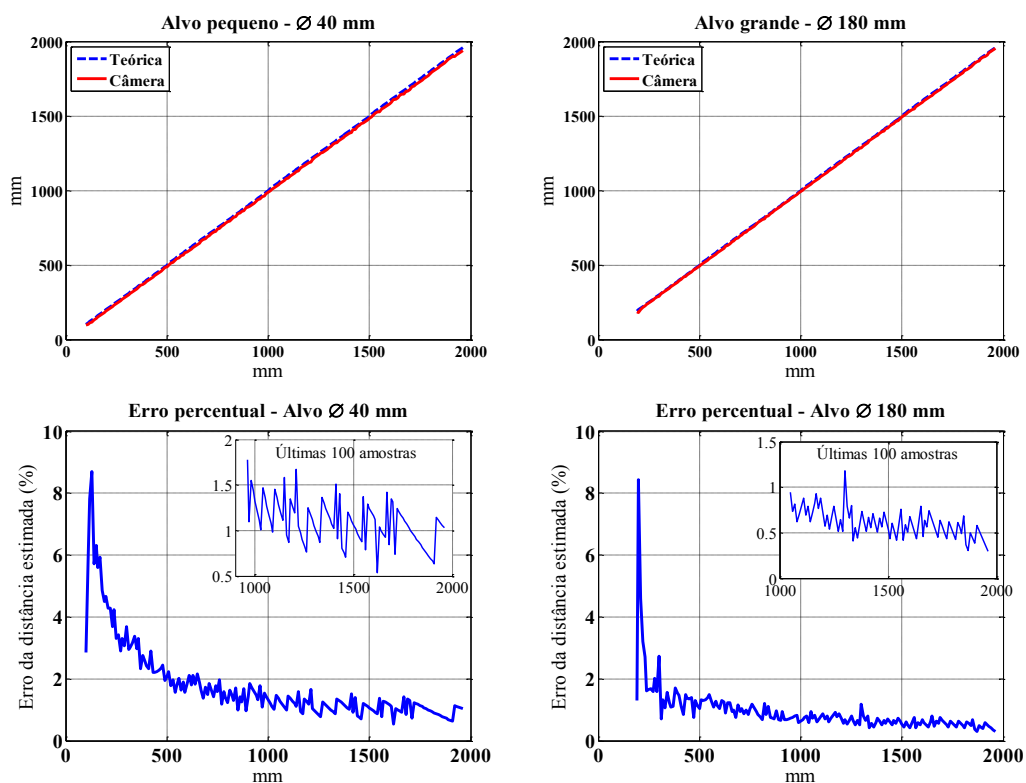 Alvo pequeno - Ø 40 mm
2000
1500
1000
500
0
mm
Teórica
Câmera
0 500 1000 1500 2000
mm
Alvo grande - Ø 180 mm
2000
1500
1000
500
0
mm
Teórica
Câmera
0 500 1000 1500 2000
mm
Erro percentual - Alvo Ø 40 mm
10
8
6
4
2
0
Erro da distância estimada (%)
Últimas 100 amostras
2
1.5
1
0.5
1000 1500 2000
0 500 1000 1500 2000
mm
Erro percentual - Alvo Ø 180 mm
10
8
6
4
2
0
Erro da distância estimada (%)
Últimas 100 amostras
1.5
1
0.5
0
1000 1500 2000
0 500 1000 1500 2000
mm